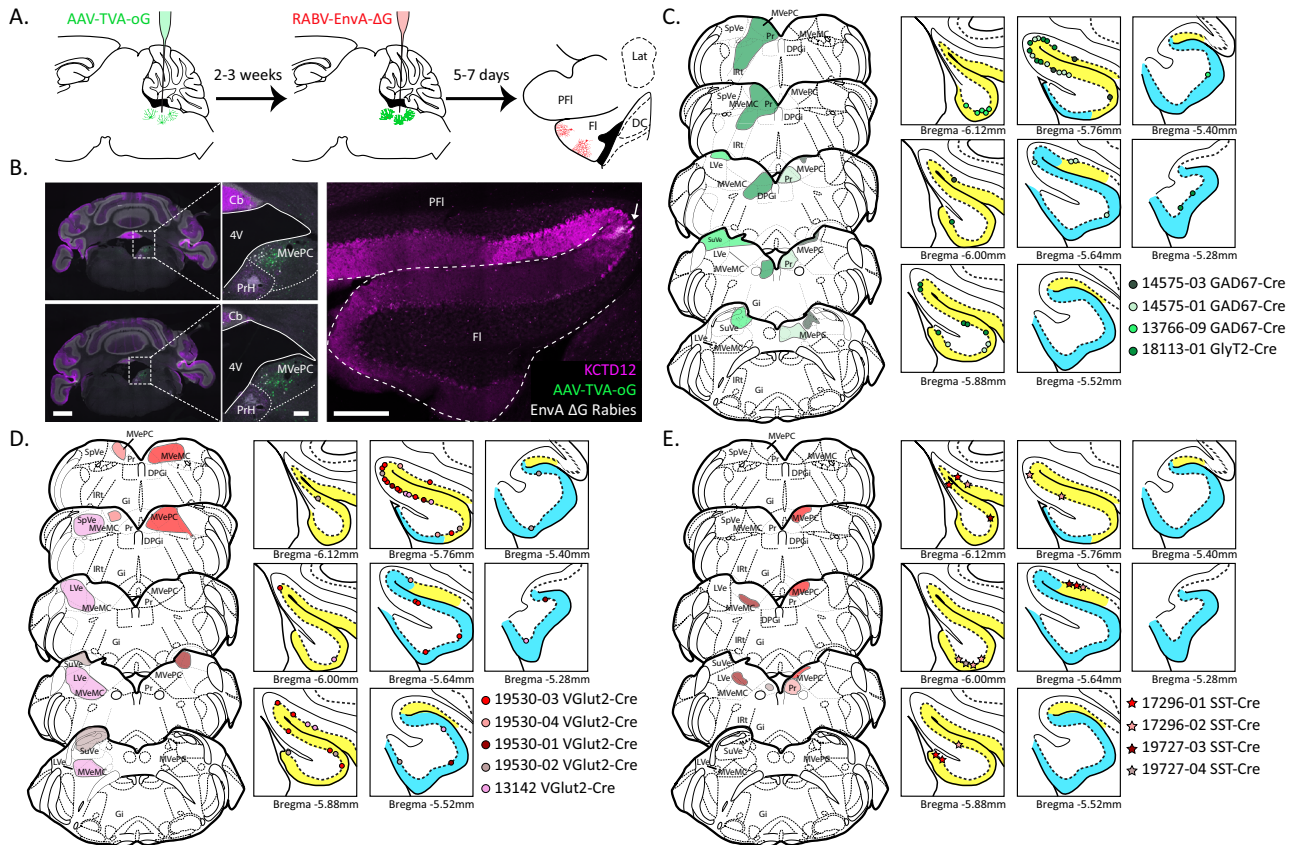 A.
AAV-TVA-oG
RABV-EnvA-ΔG
2-3 weeks
5-7 days
Lat
PFl
Fl
DC
B.
Cb
4V
MVePC
PrH
Cb
4V
MVePC
PrH
PFl
Fl
KCTD12
AAV-TVA-oG
EnvA ΔG Rabies
C.
MVePC
SpVe
Pr
MVeMC
DPGi
IRt
SpVe
MVeMC
Pr
DPGi
IRt
LVe
MVePC
MVeMC
Pr
DPGi
SuVe
LVe
MVeMC
Pr
MVePC
Gi
SuVe
LVe
MVeMC
MVePC
Gi
Bregma -6.12mm
Bregma -5.76mm
Bregma -5.40mm
Bregma -6.00mm
Bregma -5.64mm
Bregma -5.28mm
Bregma -5.88mm
Bregma -5.52mm
14575-03 GAD67-Cre
14575-01 GAD67-Cre
13766-09 GAD67-Cre
18113-01 GlyT2-Cre
D.
MVePC
SpVe
Pr
MVeMC
DPGi
IRt
Gi
SpVe
MVeMC
Pr
MVePC
DPGi
IRt
Gi
LVe
MVePC
MVeMC
Pr
DPGi
Gi
SuVe
LVe
MVePC
MVeMC
Pr
IRt
Gi
SuVe
LVe
MVeMC
MVePC
Gi
Bregma -6.12mm
Bregma -5.76mm
Bregma -5.40mm
Bregma -6.00mm
Bregma -5.64mm
Bregma -5.28mm
Bregma -5.88mm
Bregma -5.52mm
19530-03 VGlut2-Cre
19530-04 VGlut2-Cre
19530-01 VGlut2-Cre
19530-02 VGlut2-Cre
13142 VGlut2-Cre
E.
MVePC
SpVe
Pr
MVeMC
DPGi
IRt
Gi
SpVe
MVeMC
Pr
MVePC
DPGi
IRt
Gi
LVe
MVePC
MVeMC
Pr
DPGi
Gi
SuVe
LVe
MVePC
MVeMC
Pr
IRt
Gi
SuVe
LVe
MVeMC
MVePC
Gi
Bregma -6.12mm
Bregma -5.76mm
Bregma -5.40mm
Bregma -6.00mm
Bregma -5.64mm
Bregma -5.28mm
Bregma -5.88mm
Bregma -5.52mm
17296-01 SST-Cre
17296-02 SST-Cre
19727-03 SST-Cre
19727-04 SST-Cre